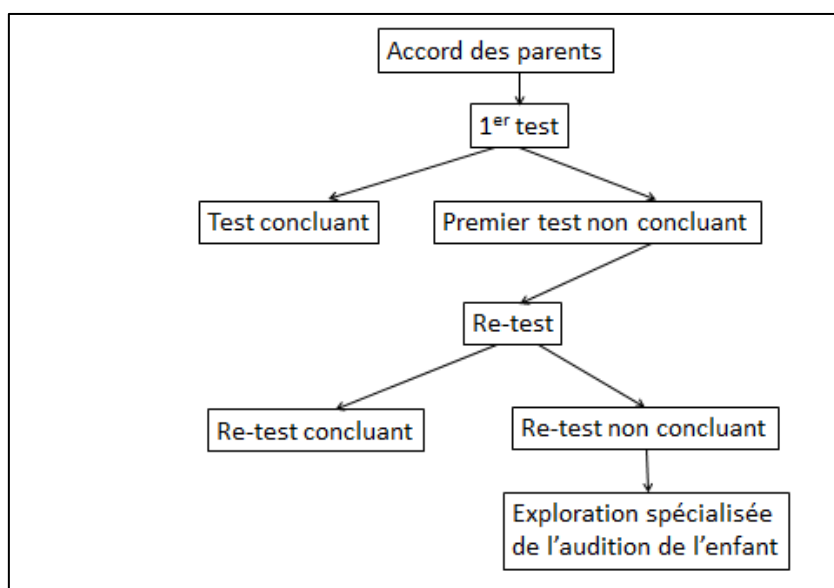 Accord des parents
1er test
Test concluant
Premier test non concluant
Re-test
Re-test concluant
Re-test non concluant
Exploration spécialisée
de l'audition de l'enfant